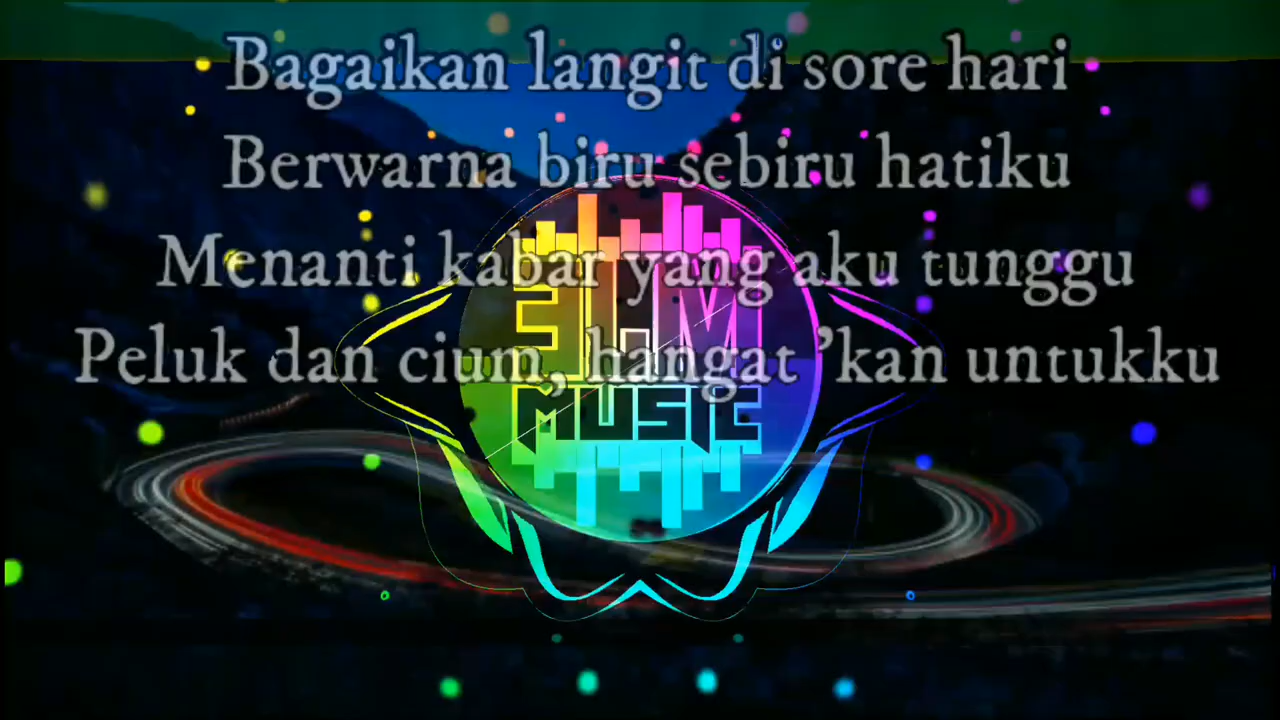 Bagaikan langit di sore hari
Berwarna biru sebiru hatiku
Menanti kabar yang aku tunggu
Peluk dan cium, hangat ’kan untukku
MUSIC